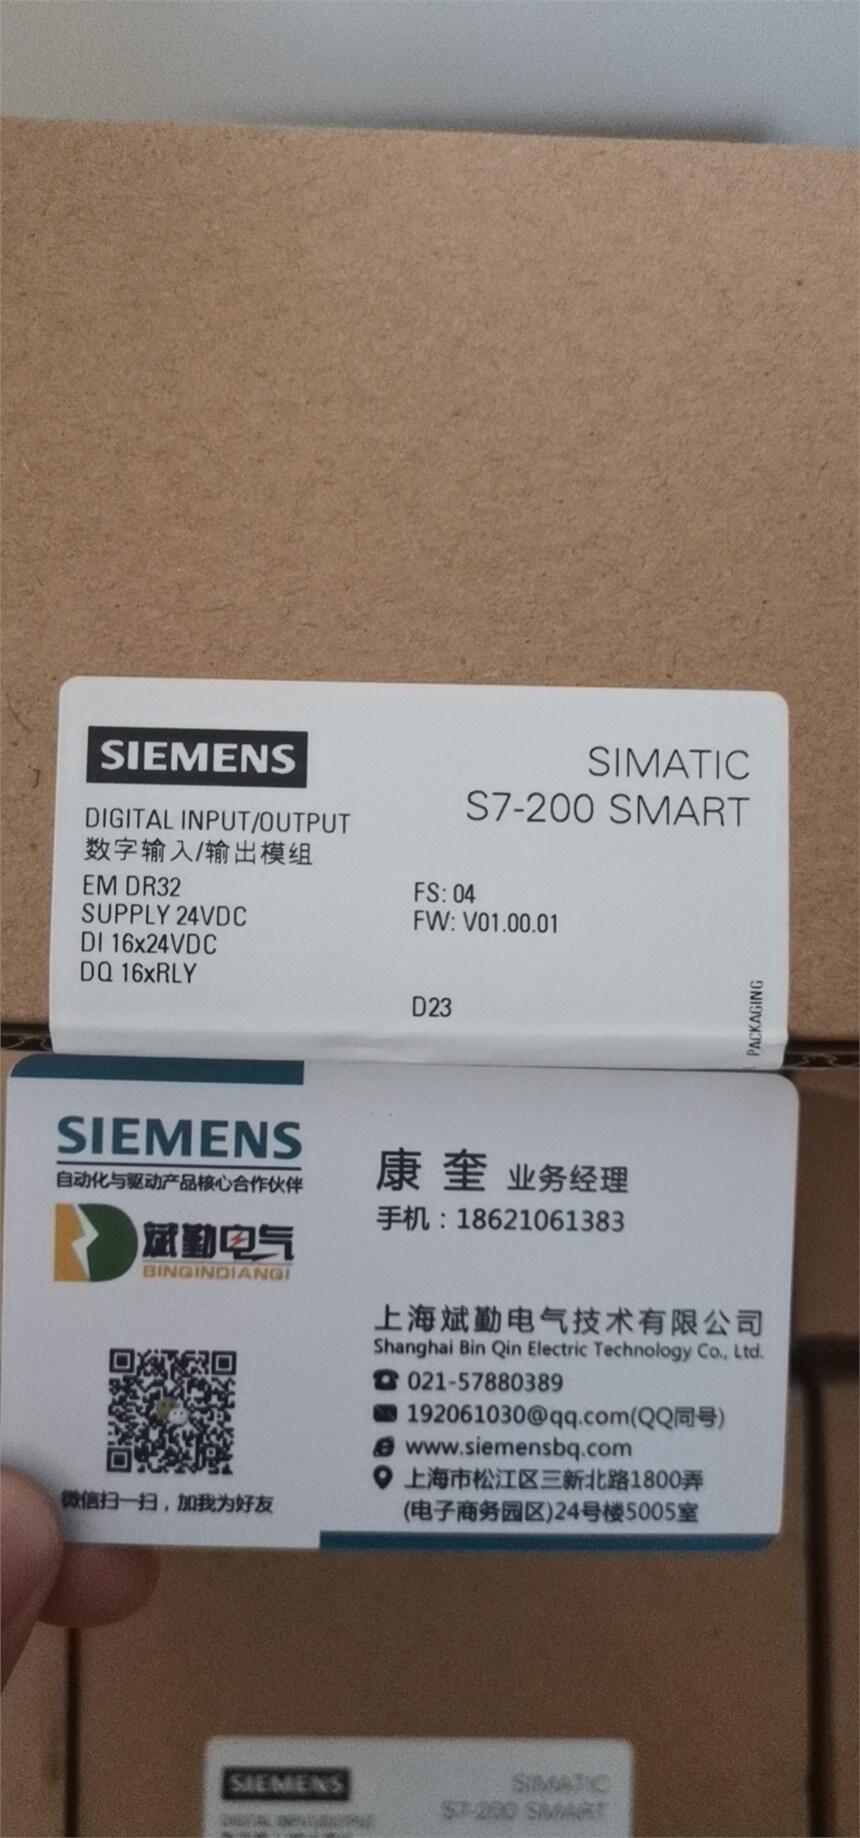 SIEMENS
SIMATIC
S7-200 SMART
DIGITAL INPUT/OUTPUT
数字输入/输出模组
EM DR32
SUPPLY 24VDC
DI 16x24VDC
DQ 16xRLY
FS: 04
FW: V01.00.01
D23
PACKAGING
SIEMENS
自动化与驱动产品核心合作伙伴
斌勤电气
BINQINDIANQI
微信扫一扫，加我为好友
康奎 业务经理
手机：18621061383
上海斌勤电气技术有限公司
Shanghai Bin Qin Electric Technology Co., Ltd.
021-57880389
192061030@qq.com(QQ同号)
www.siemensbq.com
上海市松江区三新北路1800弄
(电子商务园区)24号楼5005室
SIEMENS
SIMATIC
S7-200 SMART
DIGITAL INPUT/OUTPUT